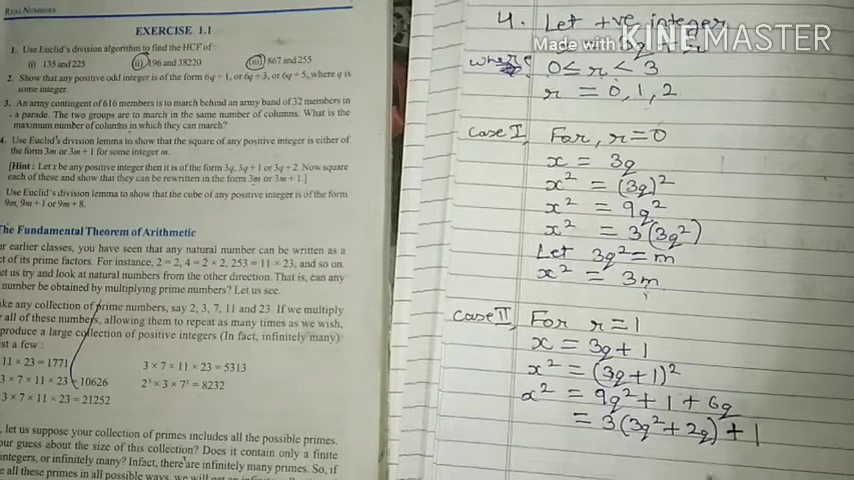 REAL NUMBERS
EXERCISE 1.1
1. Use Euclid's division algorithm to find the HCF of
(i) 135 and 225 (ii) 196 and 38220 (iii) 867 and 255
2. Show that any positive odd integer is of the form 6q + 1, or 6q + 3, or 6q + 5, where q is
some integer.
3. An army contingent of 616 members is to march behind an army band of 32 members in
a parade. The two groups are to march in the same number of columns. What is the
maximum number of columns in which they can march?
4. Use Euclid's division lemma to show that the square of any positive integer is either of
the form 3m or 3m + 1 for some integer m.
[Hint : Let x be any positive integer then it is of the form 3q, 3q + 1 or 3q + 2. Now square
each of these and show that they can be rewritten in the form 3m or 3m + 1.]
Use Euclid's division lemma to show that the cube of any positive integer is of the form
9m, 9m + 1 or 9m + 8.
The Fundamental Theorem of Arithmetic
ur earlier classes, you have seen that any natural number can be written as a
ct of its prime factors. For instance, 2 = 2, 4 = 2 × 2, 253 = 11 × 23, and so on.
et us try and look at natural numbers from the other direction. That is, can any
number be obtained by multiplying prime numbers? Let us see.
ake any collection of prime numbers, say 2, 3, 7, 11 and 23. If we multiply
all of these numbers, allowing them to repeat as many times as we wish,
produce a large collection of positive integers (In fact, infinitely many)
st a few :
11 × 23 = 1771 3 × 7 × 11 × 23 = 5313
3 × 7 × 11 × 23 = 10626 2³ × 3 × 7³ = 8232
3 × 7 × 11 × 23 = 21252
, let us suppose your collection of primes includes all the possible primes.
our guess about the size of this collection? Does it contain only a finite
integers, or infinitely many? Infact, there are infinitely many primes. So, if
e all these primes in all possible ways, we will get an
4. Let +ve integer
Made with KINEMASTER
where 0 ≤ r < 3
r = 0, 1, 2
Case I, For, r = 0
x = 3q
x² = (3q)²
x² = 9q²
x² = 3(3q²)
Let 3q² = m
x² = 3m
Case II, For r = 1
x = 3q + 1
x² = (3q + 1)²
x² = 9q² + 1 + 6q
= 3(3q² + 2q) + 1